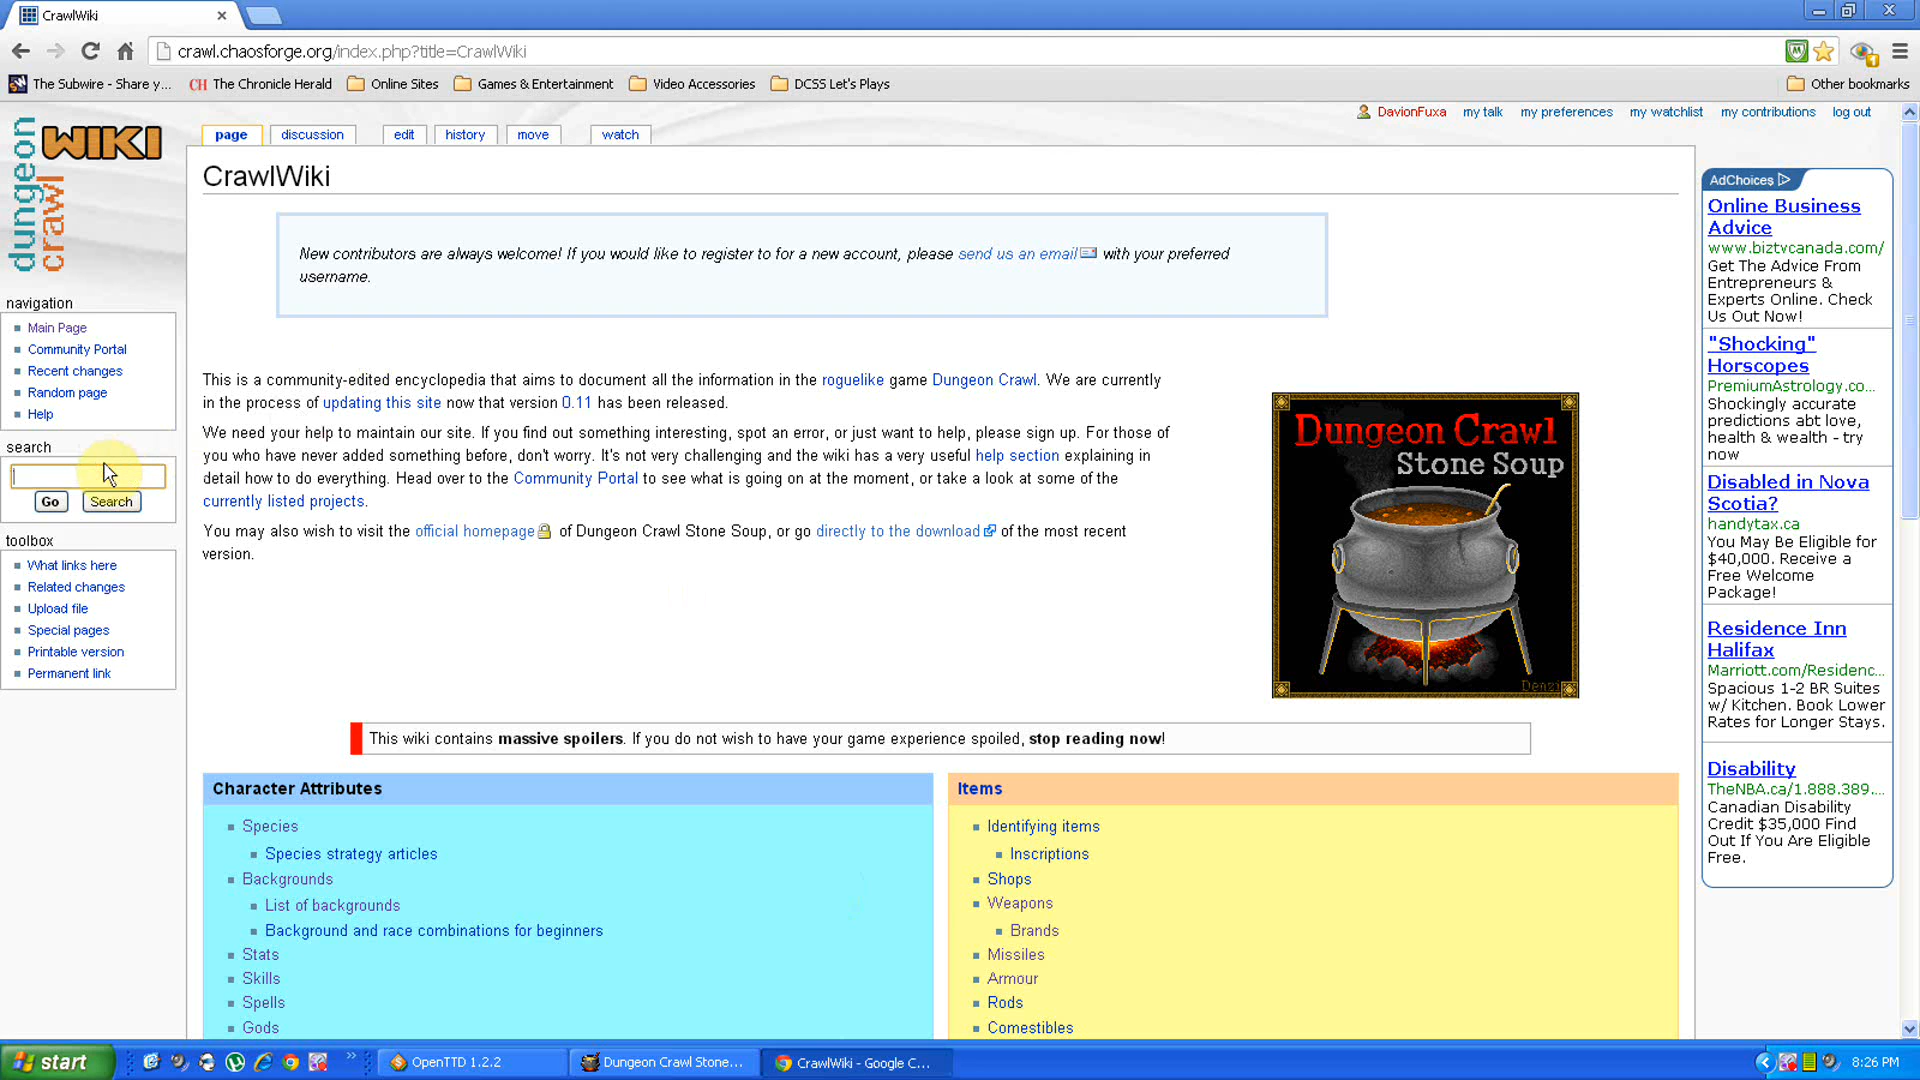 CrawlWiki
crawl.chaosforge.org/index.php?title=CrawlWiki
The Subwire - Share y...
CH The Chronicle Herald
Online Sites
Games & Entertainment
Video Accessories
DCSS Let's Plays
Other bookmarks
DavionFuxa my talk my preferences my watchlist my contributions log out
dungeon crawl WIKI
page discussion edit history move watch
CrawlWiki
New contributors are always welcome! If you would like to register to for a new account, please send us an email with your preferred
username.
navigation
Main Page
Community Portal
Recent changes
Random page
Help
search
Go Search
toolbox
What links here
Related changes
Upload file
Special pages
Printable version
Permanent link
This is a community-edited encyclopedia that aims to document all the information in the roguelike game Dungeon Crawl. We are currently
in the process of updating this site now that version 0.11 has been released.
We need your help to maintain our site. If you find out something interesting, spot an error, or just want to help, please sign up. For those of
you who have never added something before, don't worry. It's not very challenging and the wiki has a very useful help section explaining in
detail how to do everything. Head over to the Community Portal to see what is going on at the moment, or take a look at some of the
currently listed projects.
You may also wish to visit the official homepage of Dungeon Crawl Stone Soup, or go directly to the download of the most recent
version.
Dungeon Crawl
Stone Soup
Denzi
This wiki contains massive spoilers. If you do not wish to have your game experience spoiled, stop reading now!
Character Attributes
Species
Species strategy articles
Backgrounds
List of backgrounds
Background and race combinations for beginners
Stats
Skills
Spells
Gods
Items
Identifying items
Inscriptions
Shops
Weapons
Brands
Missiles
Armour
Rods
Comestibles
AdChoices
Online Business
Advice
www.biztvcanada.com/
Get The Advice From
Entrepreneurs &
Experts Online. Check
Us Out Now!
"Shocking"
Horscopes
PremiumAstrology.co...
Shockingly accurate
predictions abt love,
health & wealth - try
now
Disabled in Nova
Scotia?
handytax.ca
You May Be Eligible for
$40,000. Receive a
Free Welcome
Package!
Residence Inn
Halifax
Marriott.com/Residenc...
Spacious 1-2 BR Suites
w/ Kitchen. Book Lower
Rates for Longer Stays.
Disability
TheNBA.ca/1.888.389....
Canadian Disability
Credit $35,000 Find
Out If You Are Eligible
Free.
start
OpenTTD 1.2.2
Dungeon Crawl Stone...
CrawlWiki - Google C...
8:26 PM